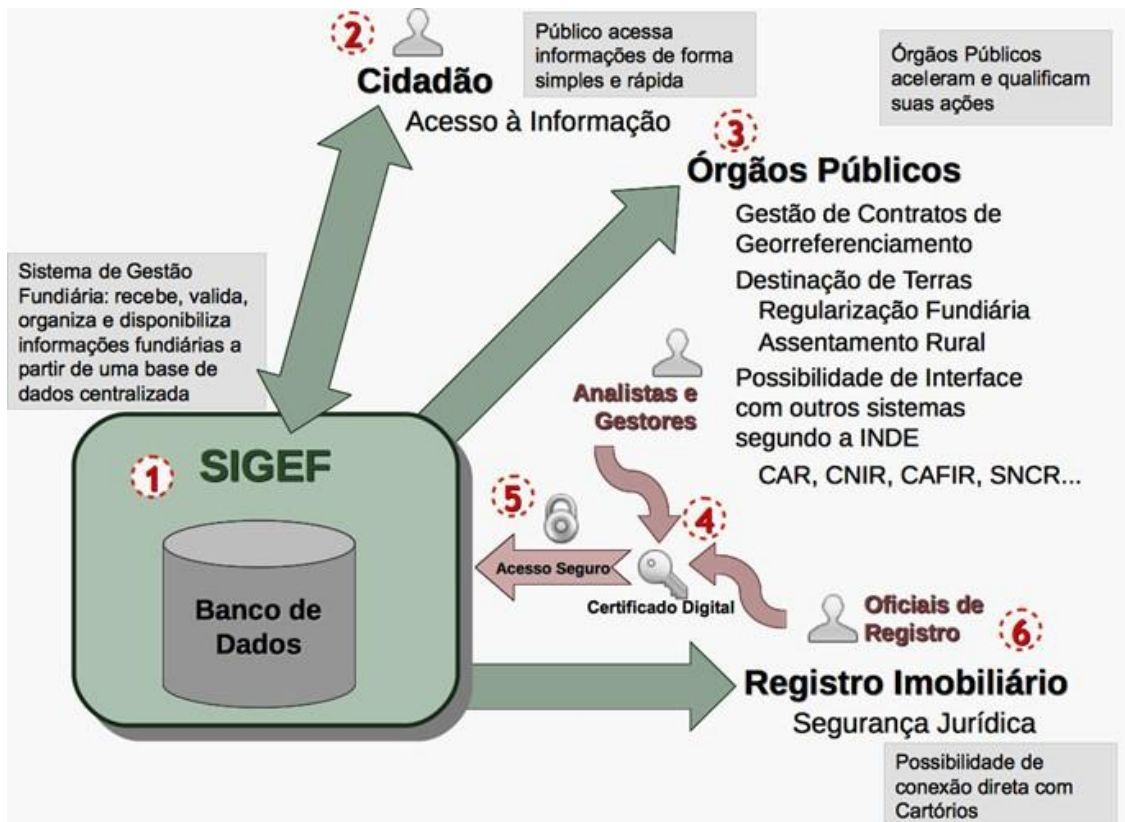 2
Cidadão
Acesso à Informação
Público acessa
informações de forma
simples e rápida
Órgãos Públicos
aceleram e qualificam
suas ações
3
Órgãos Públicos
Gestão de Contratos de
Georreferenciamento
Destinação de Terras
Regularização Fundiária
Assentamento Rural
Possibilidade de Interface
com outros sistemas
segundo a INDE
CAR, CNIR, CAFIR, SNCR...
Sistema de Gestão
Fundiária: recebe, valida,
organiza e disponibiliza
informações fundiárias a
partir de uma base de
dados centralizada
Analistas e
Gestores
1
SIGEF
Banco de
Dados
5
4
Acesso Seguro
Certificado Digital
Oficiais de
Registro
6
Registro Imobiliário
Segurança Jurídica
Possibilidade de
conexão direta com
Cartórios